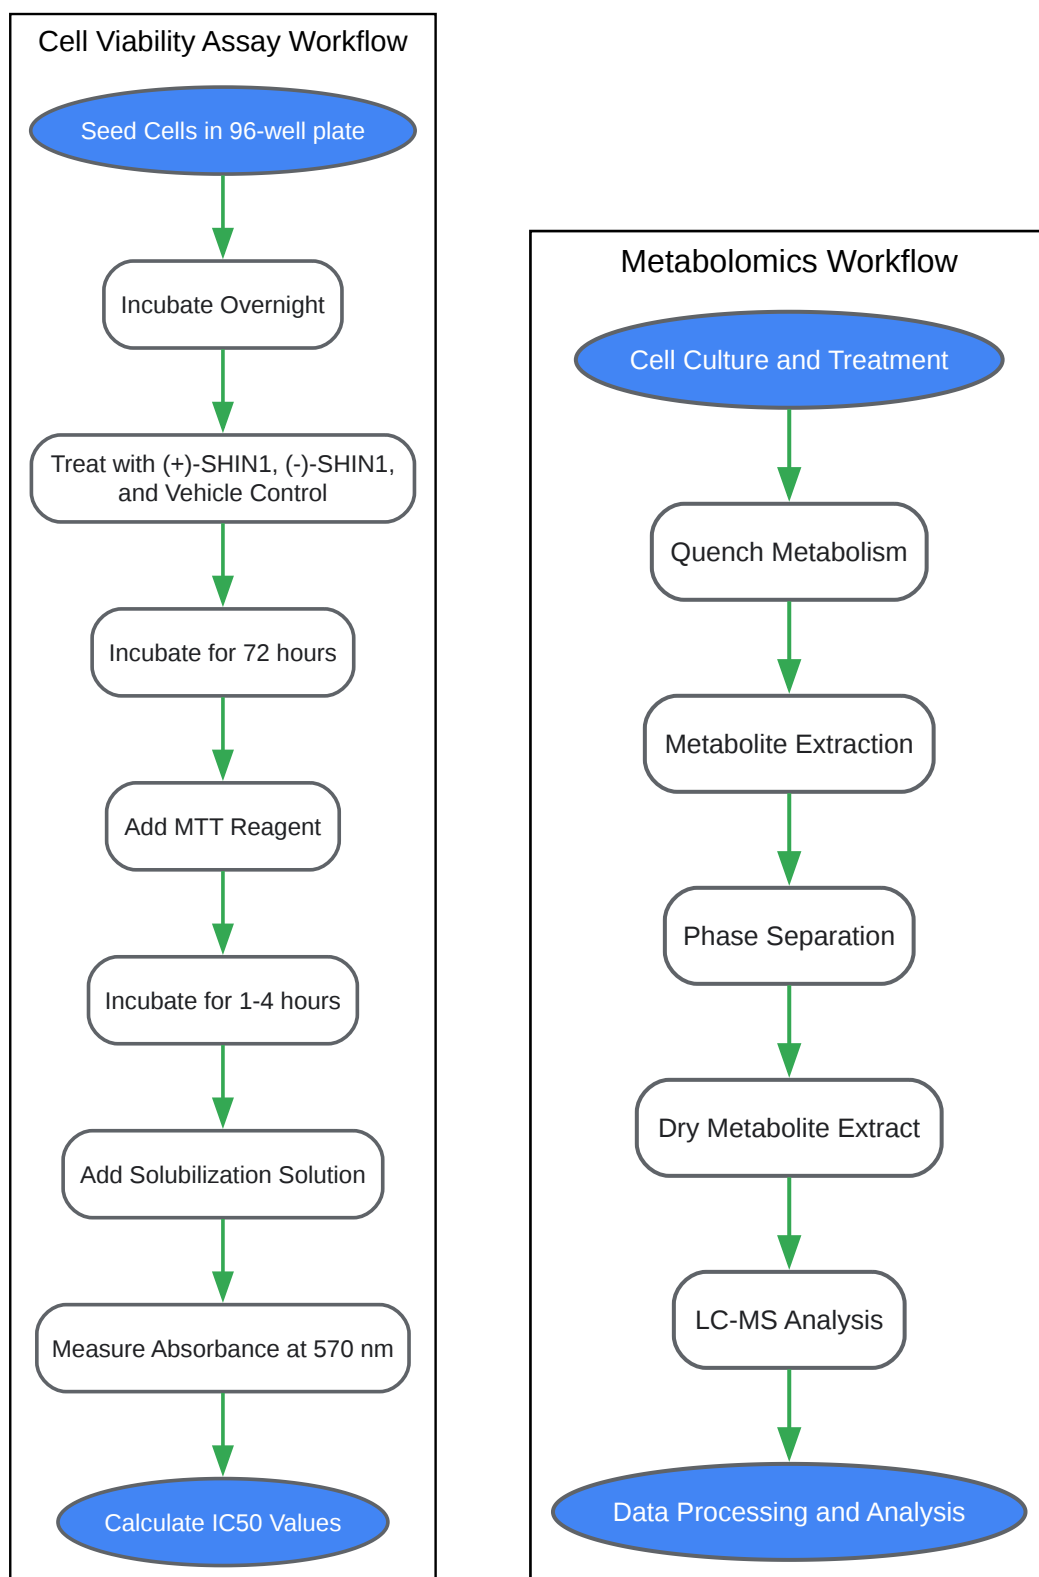 Cell Viability Assay Workflow
Seed Cells in 96-well plate
Incubate Overnight
Treat with (+)-SHIN1, (-)-SHIN1,
and Vehicle Control
Incubate for 72 hours
Add MTT Reagent
Incubate for 1-4 hours
Add Solubilization Solution
Measure Absorbance at 570 nm
Calculate IC50 Values
Metabolomics Workflow
Cell Culture and Treatment
Quench Metabolism
Metabolite Extraction
Phase Separation
Dry Metabolite Extract
LC-MS Analysis
Data Processing and Analysis